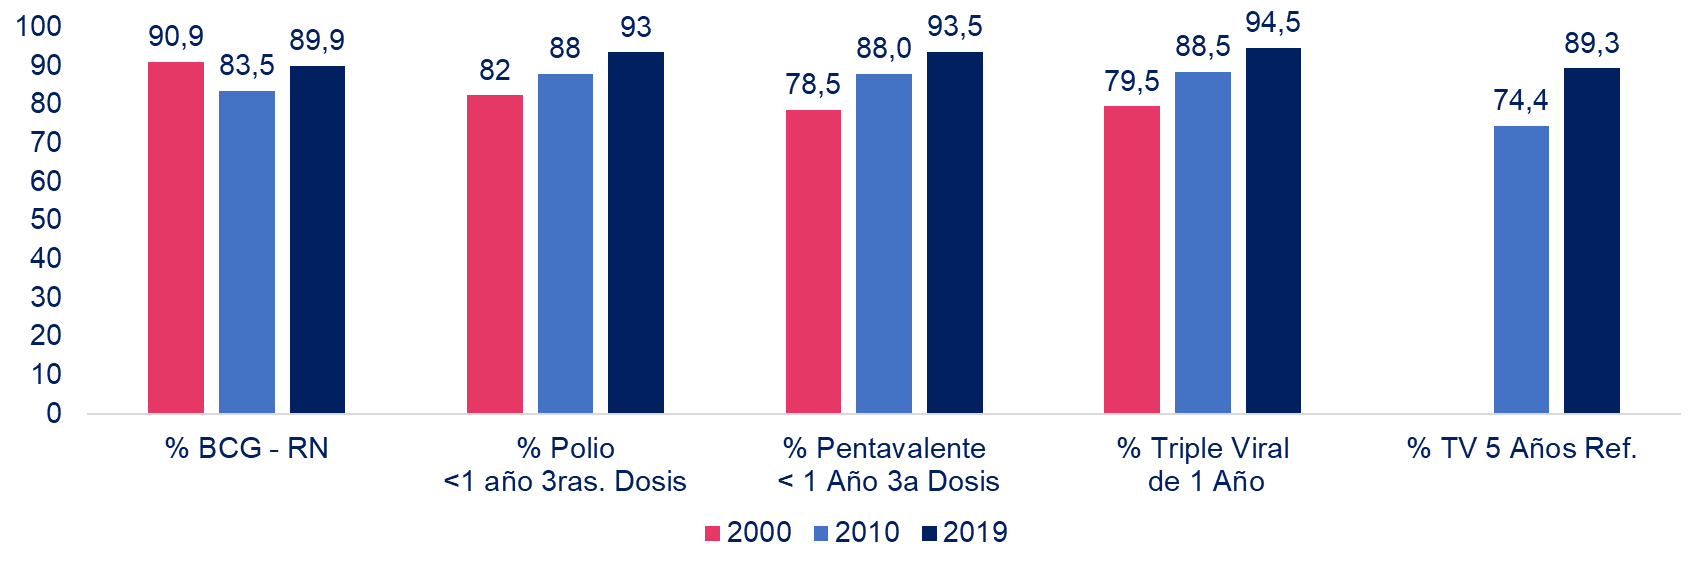 100
90
80
70
60
50
40
30
20
10
0
90,9
83,5
89,9
82
88
93
78,5
88,0
93,5
79,5
88,5
94,5
74,4
89,3
% BCG - RN
% Polio
<1 año 3ras. Dosis
% Pentavalente
< 1 Año 3a Dosis
% Triple Viral
de 1 Año
% TV 5 Años Ref.
2000 2010 2019